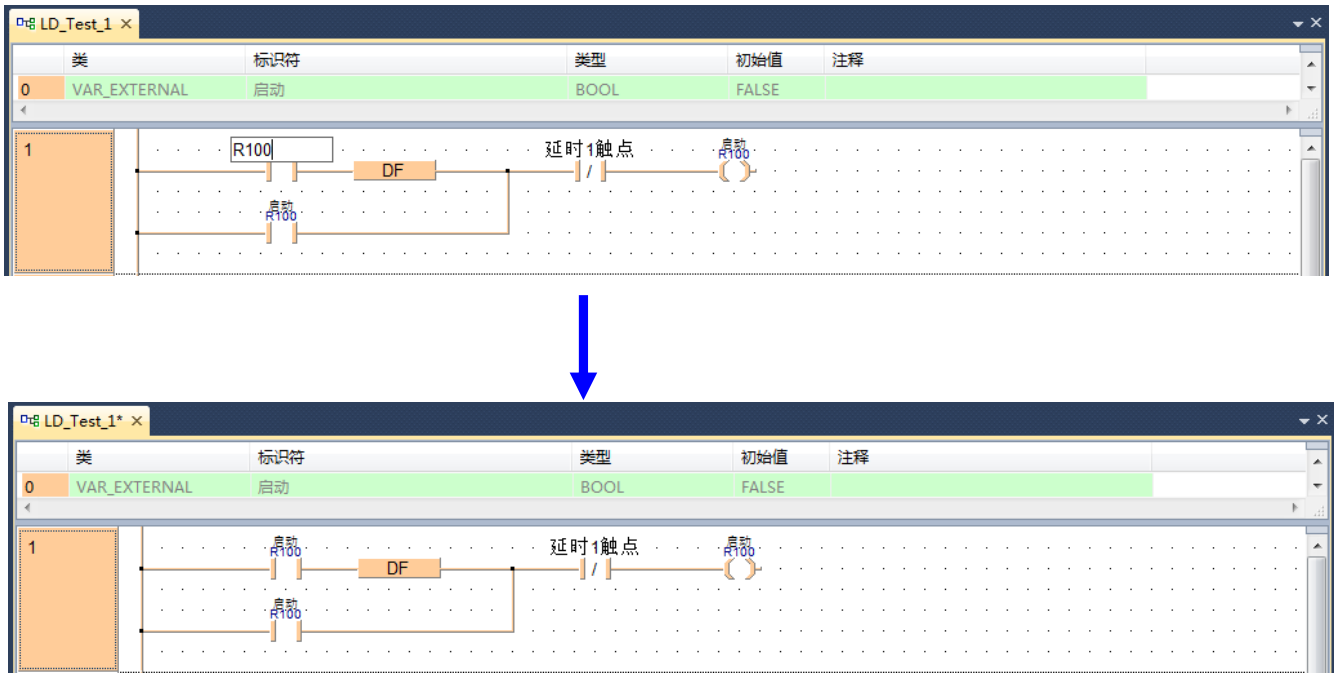 LD_Test_1
类 标识符 类型 初始值 注释
0 VAR_EXTERNAL 启动 BOOL FALSE
1
R100
DF
延时1触点
/
启动
R100
启动
R100
LD_Test_1*
类 标识符 类型 初始值 注释
0 VAR_EXTERNAL 启动 BOOL FALSE
1
启动
R100
DF
延时1触点
/
启动
R100
启动
R100